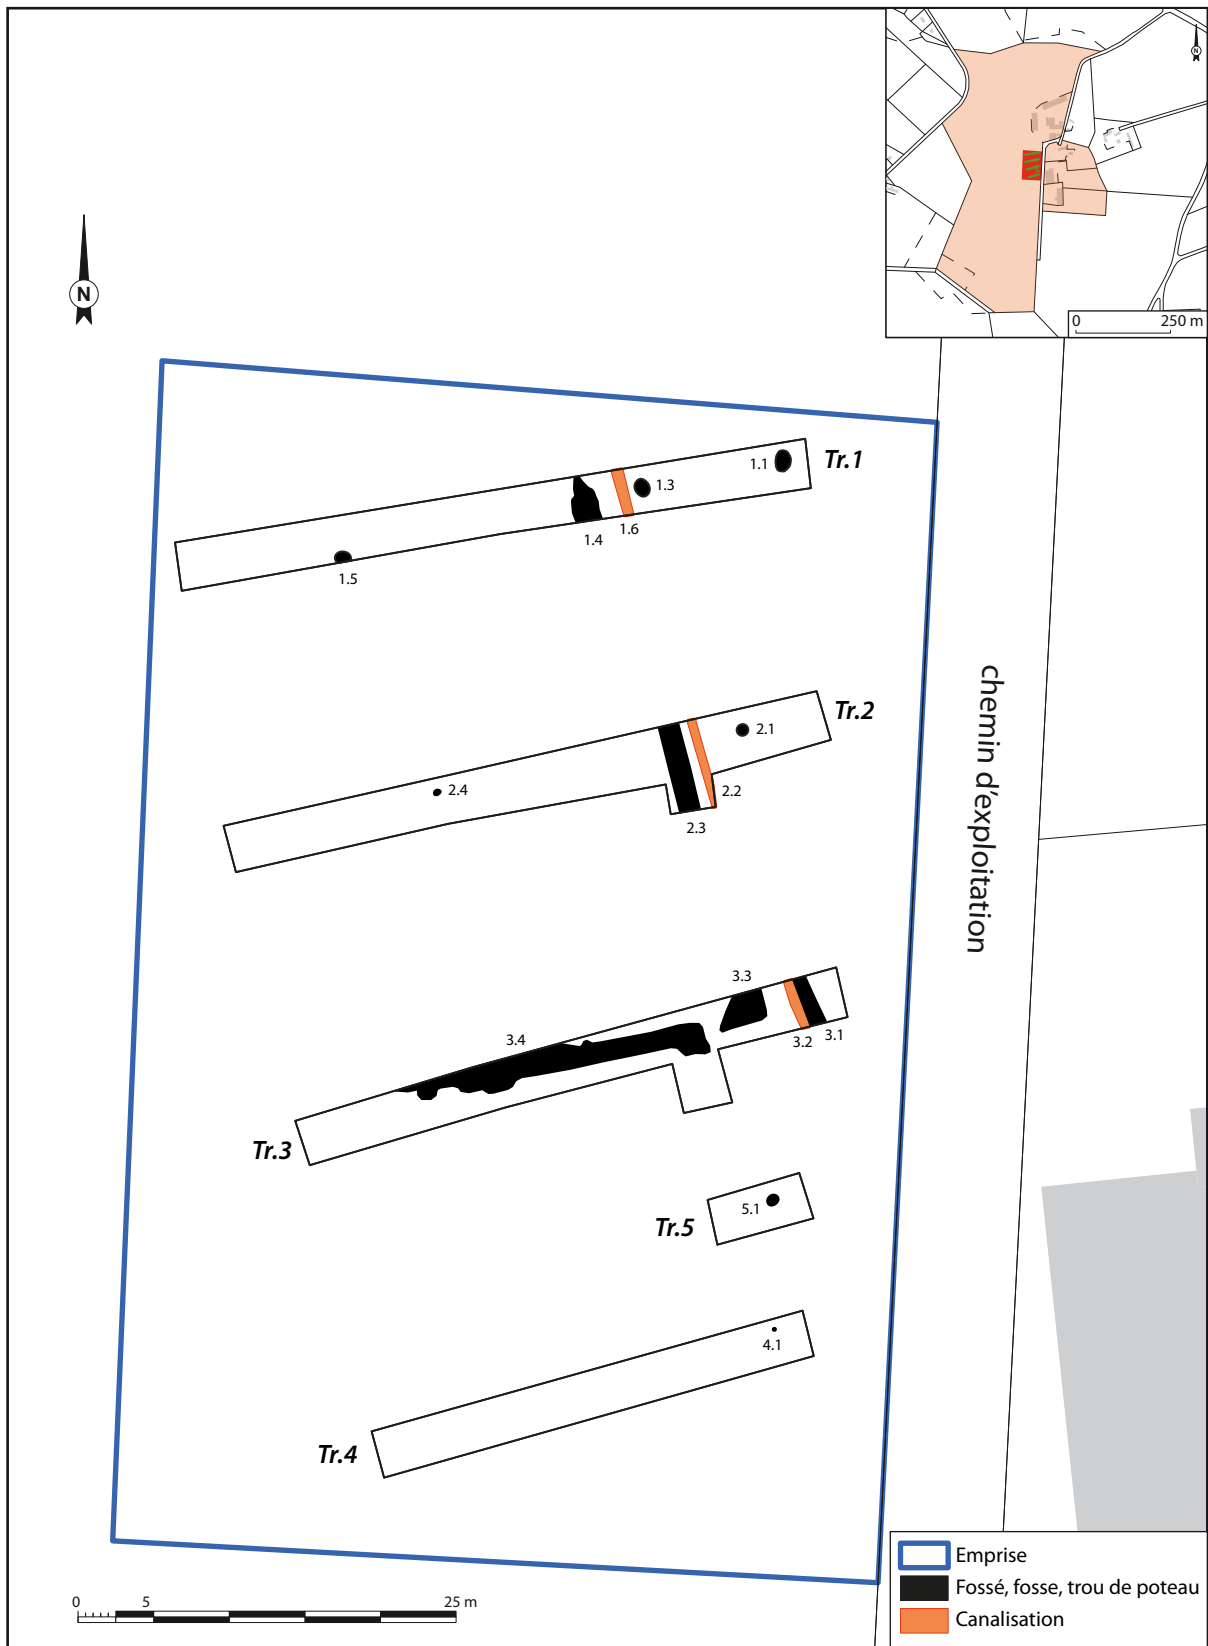 N
0 250 m
N
1.1
Tr.1
1.3
1.6
1.4
1.5
chemin d'exploitation
Tr.2
2.1
2.4
2.2
2.3
3.3
3.4
3.2
3.1
Tr.3
5.1
Tr.5
4.1
Tr.4
Emprise
Fossé, fosse, trou de poteau
Canalisation
0 5 25 m